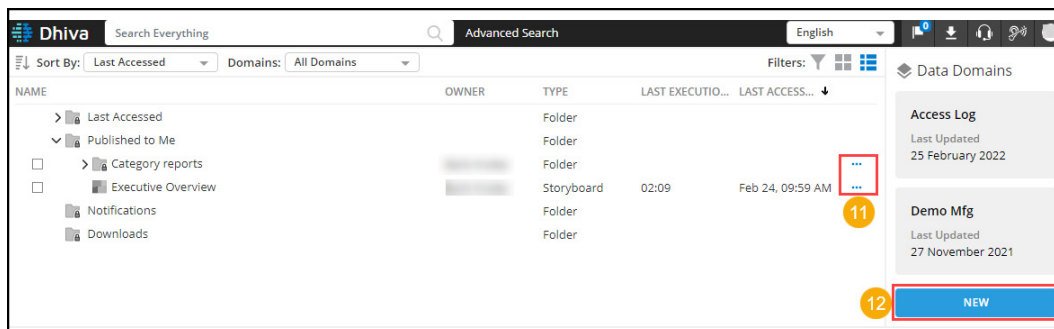 Dhiva Search Everything Advanced Search English 0
Sort By: Last Accessed Domains: All Domains Filters:
Data Domains
NAME OWNER TYPE LAST EXECUTIO... LAST ACCESS...
Last Accessed Folder
Published to Me Folder
Category reports Folder ...
Executive Overview Storyboard 02:09 Feb 24, 09:59 AM ...
Notifications Folder
Downloads Folder
11
Access Log
Last Updated
25 February 2022
Demo Mfg
Last Updated
27 November 2021
12 NEW